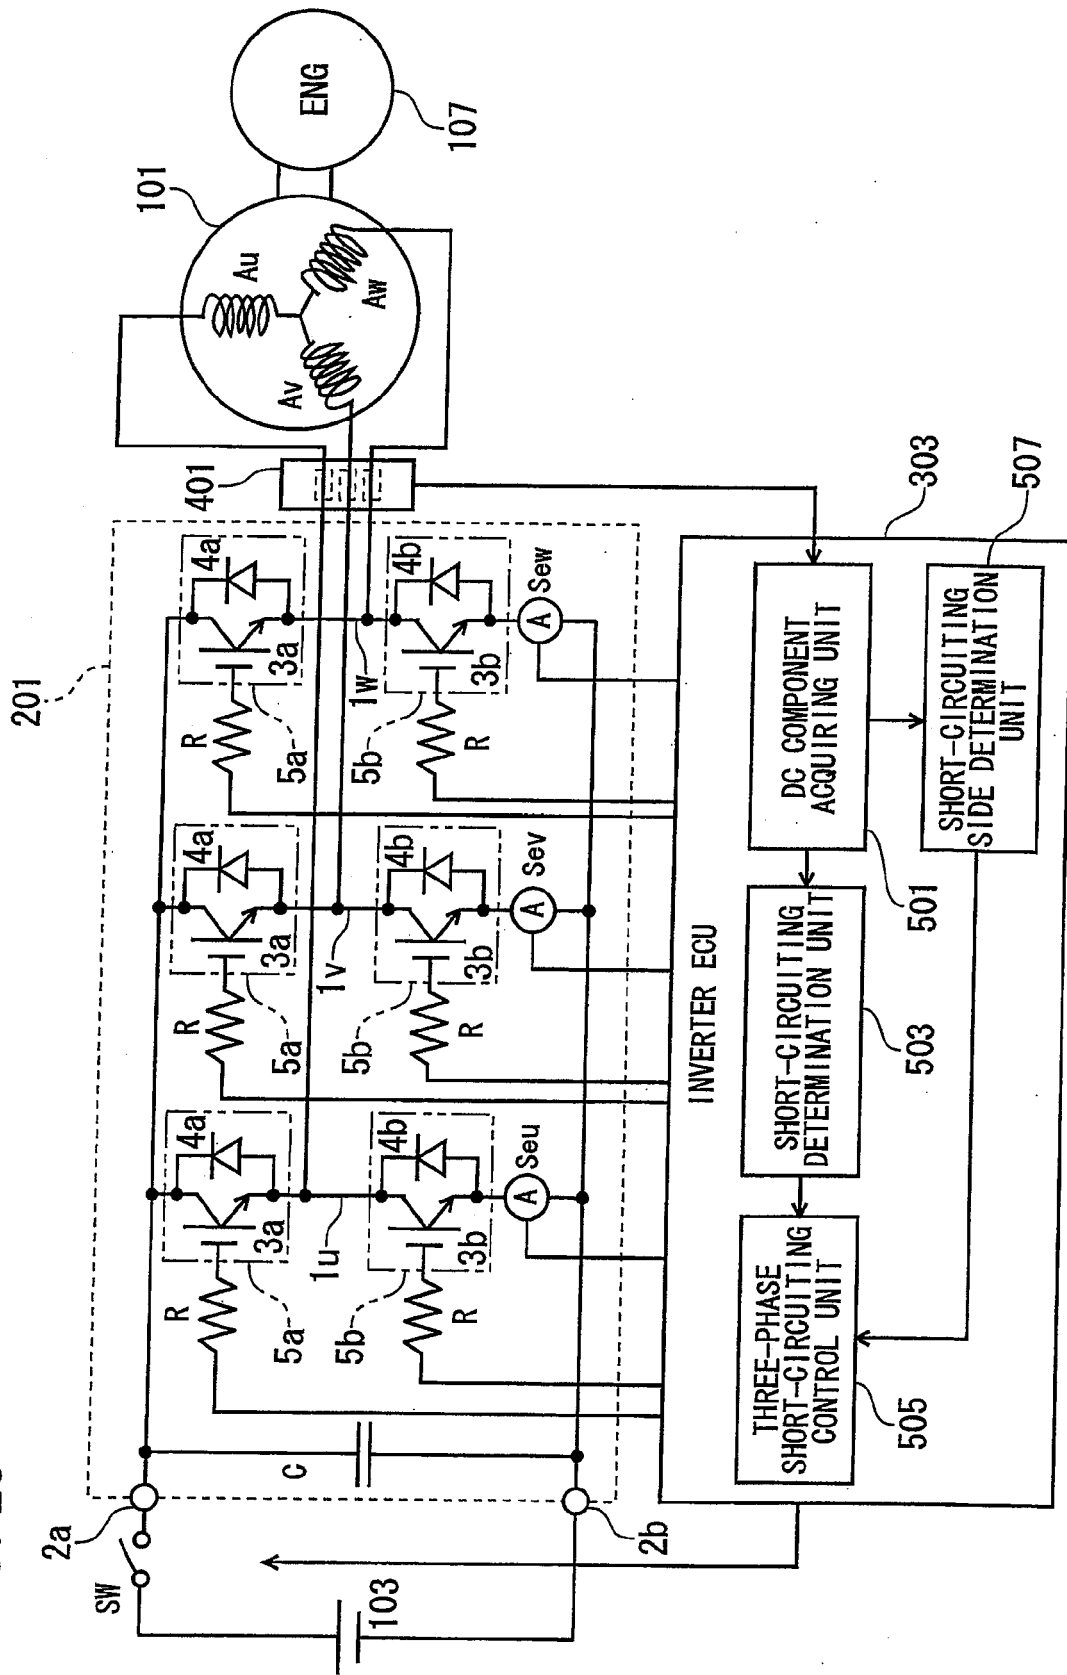 201
SW
2a
103
2b
C
R
3a
4a
5a
1u
R
3b
4b
5b
Seu
A
R
3a
4a
5a
1v
R
3b
4b
5b
Sev
A
R
3a
4a
5a
1w
R
3b
4b
5b
Sew
A
401
101
Au
Av
Aw
ENG
107
INVERTER ECU
303
THREE-PHASE
SHORT-CIRCUITING
CONTROL UNIT
505
SHORT-CIRCUITING
DETERMINATION UNIT
503
DC COMPONENT
ACQUIRING UNIT
501
SHORT-CIRCUITING
SIDE DETERMINATION
UNIT
507